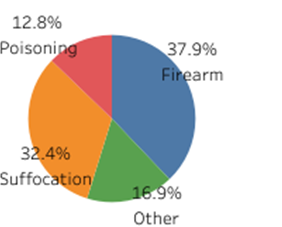 12.8%
Poisoning
37.9%
Firearm
32.4%
Suffocation
16.9%
Other